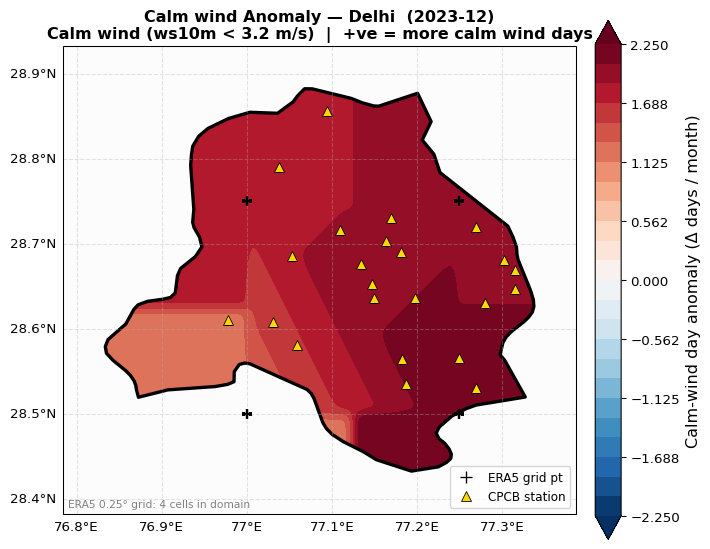 Calm wind Anomaly — Delhi  (2023-12)
Calm wind (ws10m < 3.2 m/s)  |  +ve = more calm wind days
28.9°N
28.8°N
28.7°N
28.6°N
28.5°N
28.4°N
76.8°E
76.9°E
77°E
77.1°E
77.2°E
77.3°E
ERA5 0.25° grid: 4 cells in domain
ERA5 grid pt
CPCB station
2.250
1.688
1.125
0.562
0.000
−0.562
−1.125
−1.688
−2.250
Calm-wind day anomaly (Δ days / month)